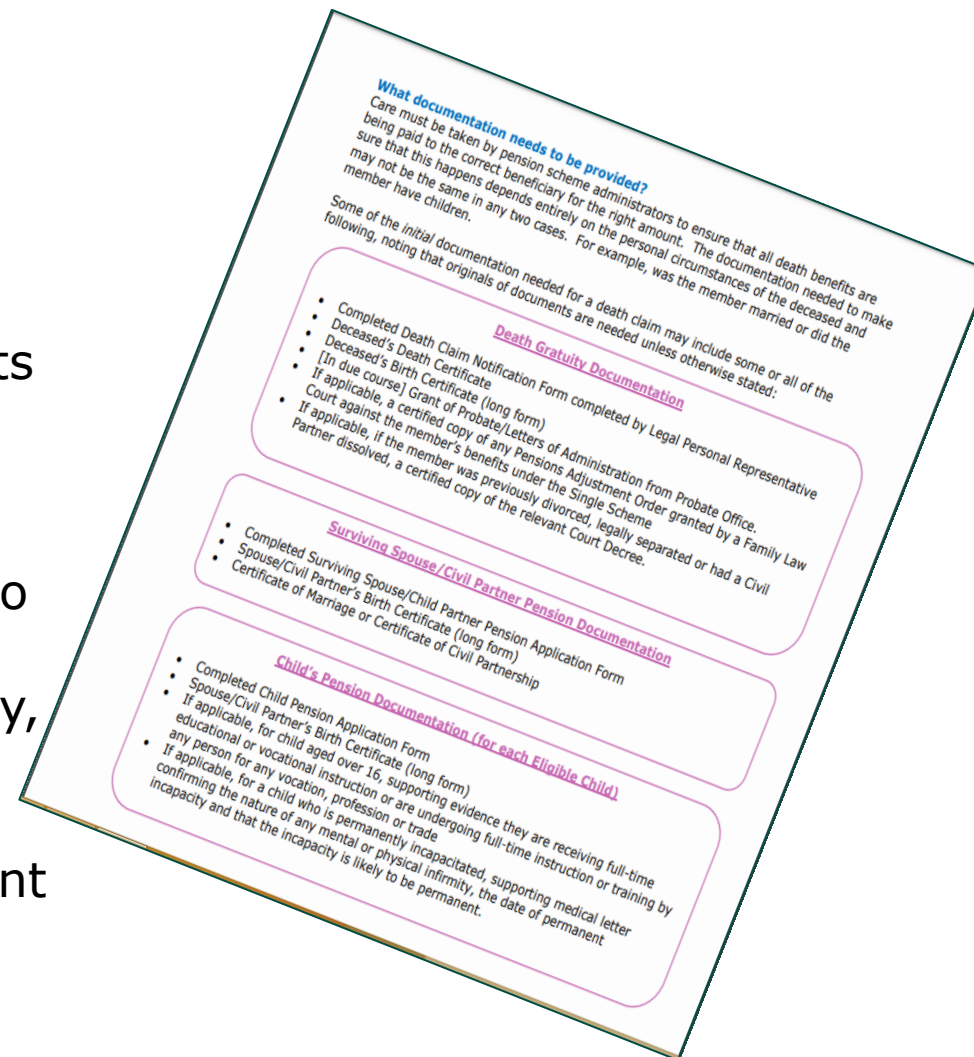 ts
o
y,
nt
What documentation needs to be provided?
Care must be taken by pension scheme administrators to ensure that all death benefits are
being paid to the correct beneficiary for the right amount. The documentation needed to make
sure that this happens depends entirely on the personal circumstances of the deceased and
may not be the same in any two cases. For example, was the member married or did the
member have children.
Some of the initial documentation needed for a death claim may include some or all of the
following, noting that originals of documents are needed unless otherwise stated:
Death Gratuity Documentation
• Completed Death Claim Notification Form completed by Legal Personal Representative
• Deceased's Death Certificate
• Deceased's Birth Certificate (long form)
• [In due course] Grant of Probate/Letters of Administration from Probate Office.
• If applicable, a certified copy of any Pensions Adjustment Order granted by a Family Law
Court against the member's benefits under the Single Scheme
• If applicable, if the member was previously divorced, legally separated or had a Civil
Partner dissolved, a certified copy of the relevant Court Decree.
Surviving Spouse/Civil Partner Pension Documentation
• Completed Surviving Spouse/Child Partner Pension Application Form
• Spouse/Civil Partner's Birth Certificate (long form)
• Certificate of Marriage or Certificate of Civil Partnership
Child's Pension Documentation (for each Eligible Child)
• Completed Child Pension Application Form
• Spouse/Civil Partner's Birth Certificate (long form)
• If applicable, for child aged over 16, supporting evidence they are receiving full-time
educational or vocational instruction or are undergoing full-time instruction or training by
any person for any vocation, profession or trade
• If applicable, for a child who is permanently incapacitated, supporting medical letter
confirming the nature of any mental or physical infirmity, the date of permanent
incapacity and that the incapacity is likely to be permanent.